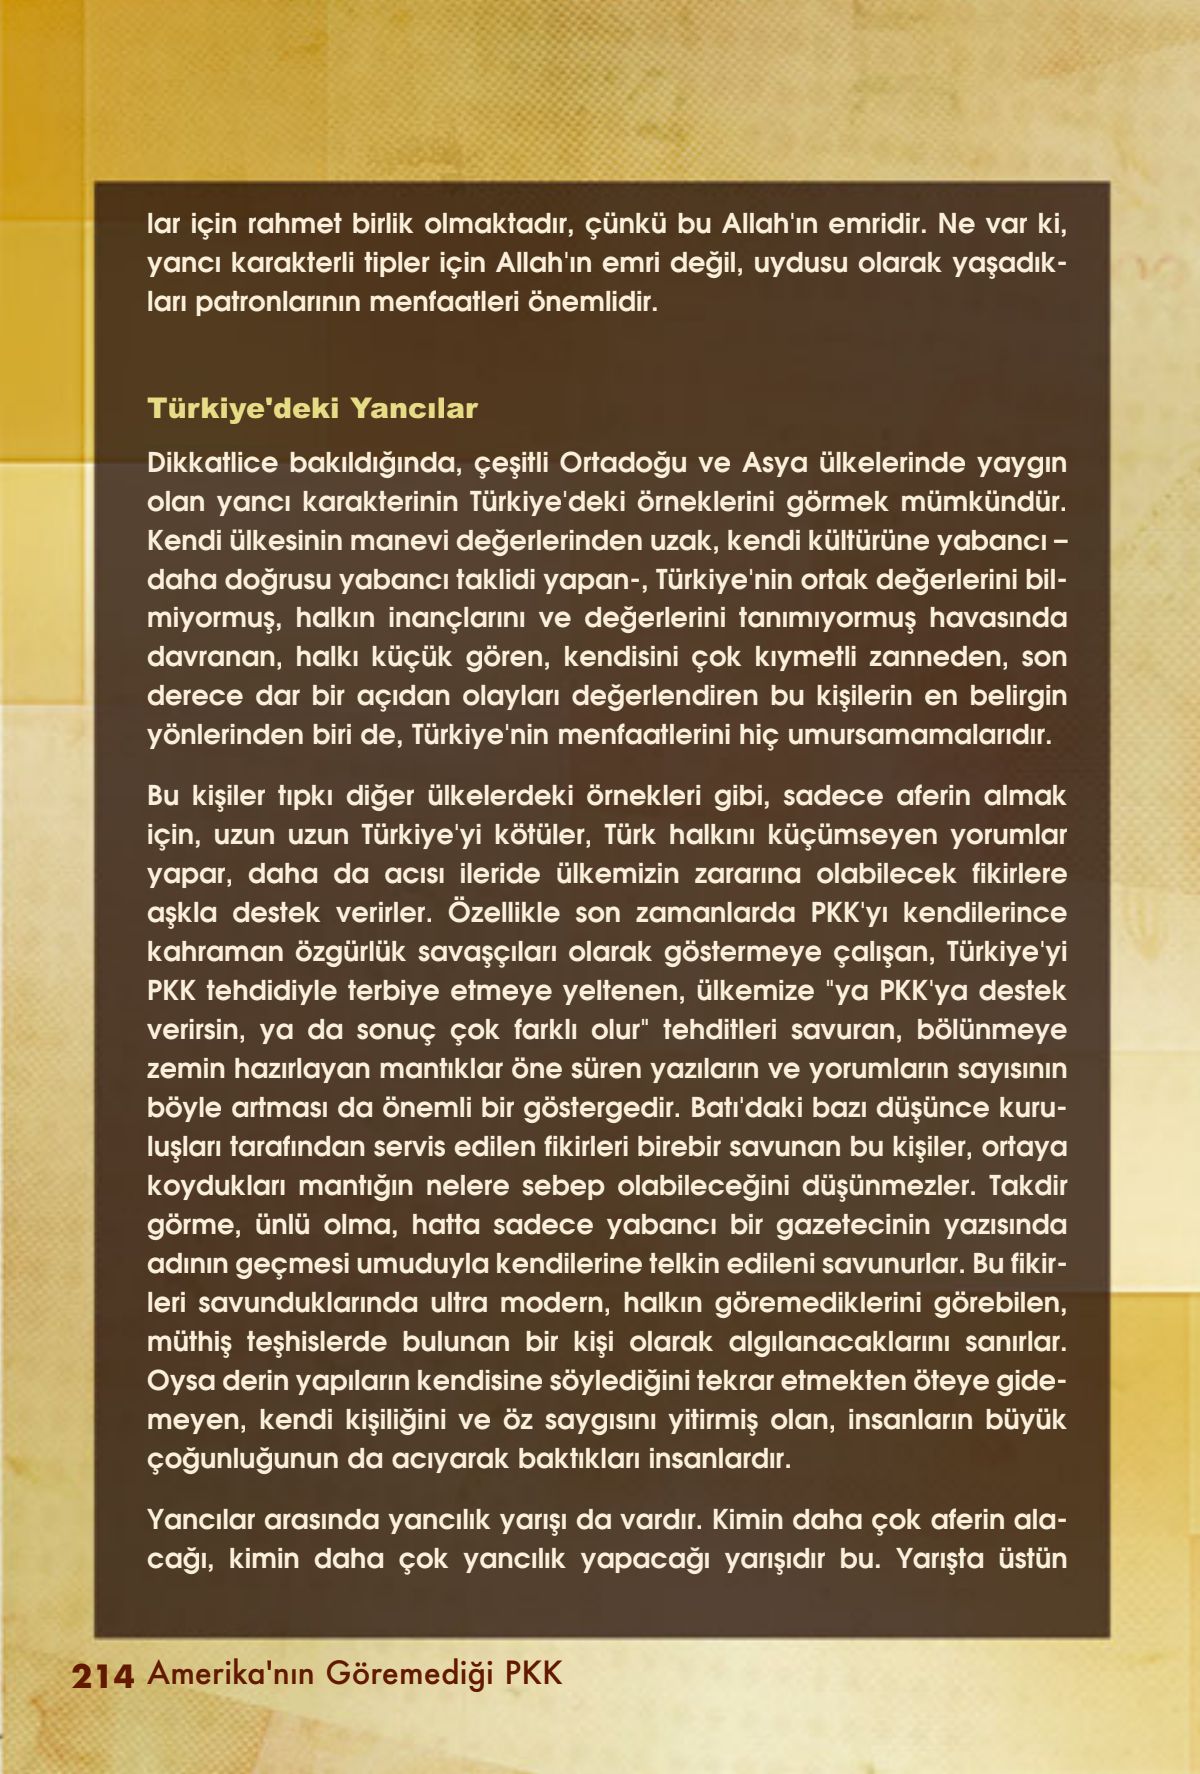 lar için rahmet birlik olmaktadır, çünkü bu Allah'ın emridir. Ne var ki,
yancı karakterli tipler için Allah'ın emri değil, uydusu olarak yaşadık-
ları patronlarının menfaatleri önemlidir.
Türkiye'deki Yancılar
Dikkatlice bakıldığında, çeşitli Ortadoğu ve Asya ülkelerinde yaygın
olan yancı karakterinin Türkiye'deki örneklerini görmek mümkündür.
Kendi ülkesinin manevi değerlerinden uzak, kendi kültürüne yabancı –
daha doğrusu yabancı taklidi yapan-, Türkiye'nin ortak değerlerini bil-
miyormuş, halkın inançlarını ve değerlerini tanımıyormuş havasında
davranan, halkı küçük gören, kendisini çok kıymetli zanneden, son
derece dar bir açıdan olayları değerlendiren bu kişilerin en belirgin
yönlerinden biri de, Türkiye'nin menfaatlerini hiç umursamamalarıdır.
Bu kişiler tıpkı diğer ülkelerdeki örnekleri gibi, sadece aferin almak
için, uzun uzun Türkiye'yi kötüler, Türk halkını küçümseyen yorumlar
yapar, daha da acısı ileride ülkemizin zararına olabilecek fikirlere
aşkla destek verirler. Özellikle son zamanlarda PKK'yı kendilerince
kahraman özgürlük savaşçıları olarak göstermeye çalışan, Türkiye'yi
PKK tehdidiyle terbiye etmeye yeltenen, ülkemize "ya PKK'ya destek
verirsin, ya da sonuç çok farklı olur" tehditleri savuran, bölünmeye
zemin hazırlayan mantıklar öne süren yazıların ve yorumların sayısının
böyle artması da önemli bir göstergedir. Batı'daki bazı düşünce kuru-
luşları tarafından servis edilen fikirleri birebir savunan bu kişiler, ortaya
koydukları mantığın nelere sebep olabileceğini düşünmezler. Takdir
görme, ünlü olma, hatta sadece yabancı bir gazetecinin yazısında
adının geçmesi umuduyla kendilerine telkin edileni savunurlar. Bu fikir-
leri savunduklarında ultra modern, halkın göremediklerini görebilen,
müthiş teşhislerde bulunan bir kişi olarak algılanacaklarını sanırlar.
Oysa derin yapıların kendisine söylediğini tekrar etmekten öteye gide-
meyen, kendi kişiliğini ve öz saygısını yitirmiş olan, insanların büyük
çoğunluğunun da acıyarak baktıkları insanlardır.
Yancılar arasında yancılık yarışı da vardır. Kimin daha çok aferin ala-
cağı, kimin daha çok yancılık yapacağı yarışıdır bu. Yarışta üstün
214 Amerika'nın Göremediği PKK